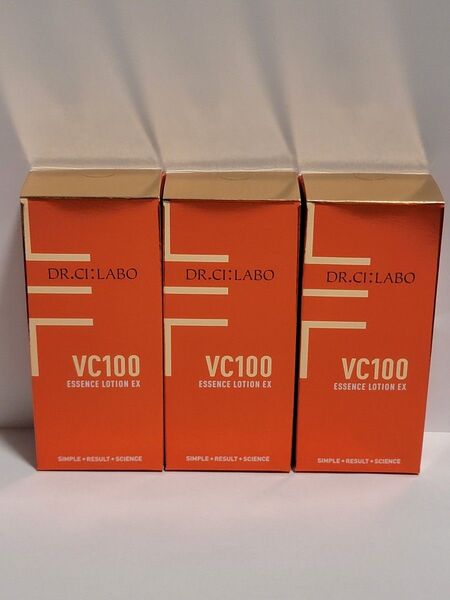 DR.CI:LABO
VC100
ESSENCE LOTION EX
SIMPLE + RESULT + SCIENCE
DR.CI:LABO
VC100
ESSENCE LOTION EX
SIMPLE + RESULT + SCIENCE
DR.CI:LABO
VC100
ESSENCE LOTION EX
SIMPLE + RESULT + SCIENCE